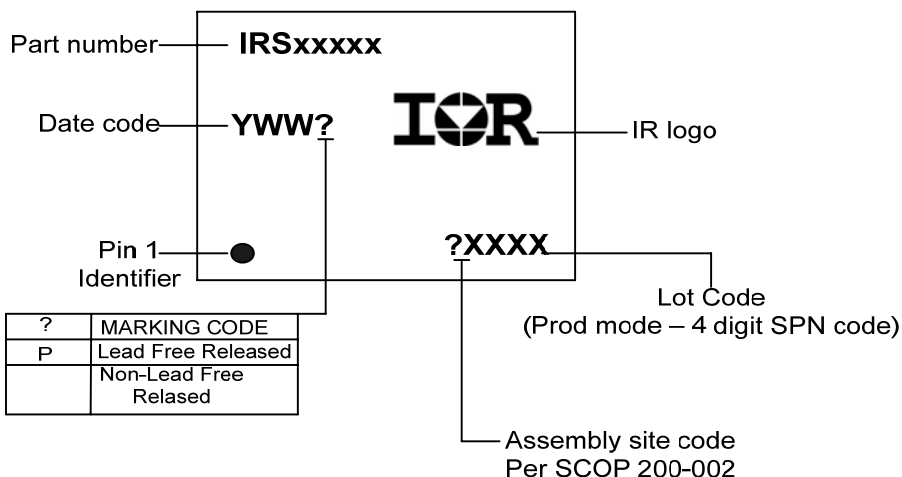 Part number
IRSxxxxx
Date code
YWW?
IOR
IR logo
Pin 1
Identifier
?XXXX
Lot Code
(Prod mode – 4 digit SPN code)
? MARKING CODE
P Lead Free Released
Non-Lead Free
Relased
Assembly site code
Per SCOP 200-002